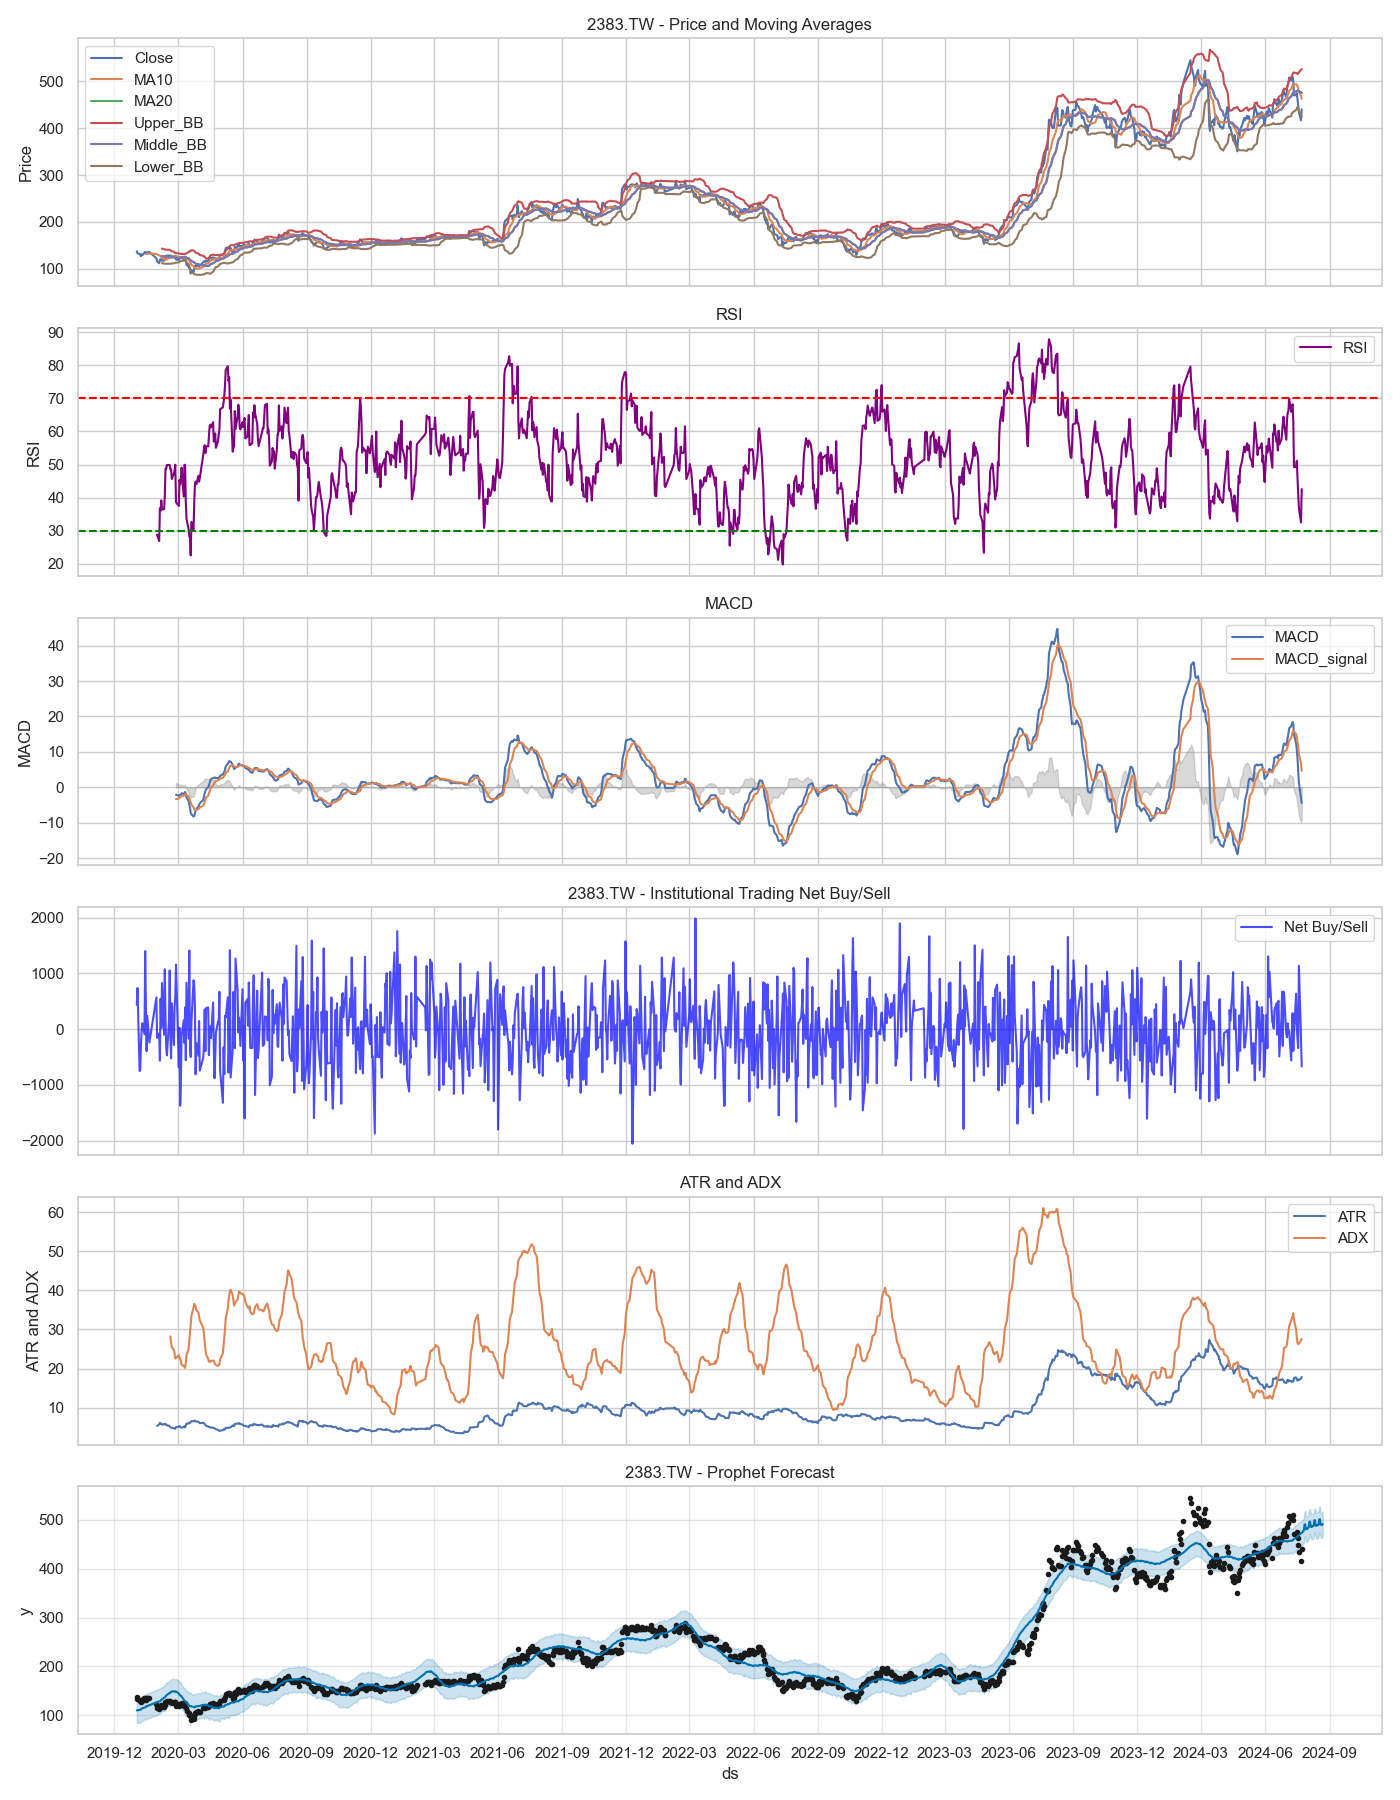 2383.TW - Price and Moving Averages
Close
MA10
MA20
Upper_BB
Middle_BB
Lower_BB
Price
500
400
300
200
100
RSI
RSI
RSI
90
80
70
60
50
40
30
20
MACD
MACD
MACD_signal
MACD
40
30
20
10
0
−10
−20
2383.TW - Institutional Trading Net Buy/Sell
Net Buy/Sell
2000
1000
0
−1000
−2000
ATR and ADX
ATR
ADX
ATR and ADX
60
50
40
30
20
10
2383.TW - Prophet Forecast
y
500
400
300
200
100
2019-12 2020-03 2020-06 2020-09 2020-12 2021-03 2021-06 2021-09 2021-12 2022-03 2022-06 2022-09 2022-12 2023-03 2023-06 2023-09 2023-12 2024-03 2024-06 2024-09
ds